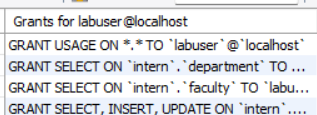 Grants for labuser@localhost
GRANT USAGE ON *.* TO `labuser`@`localhost`
GRANT SELECT ON `intern`.`department` TO ...
GRANT SELECT ON `intern`.`faculty` TO `labu...
GRANT SELECT, INSERT, UPDATE ON `intern`....